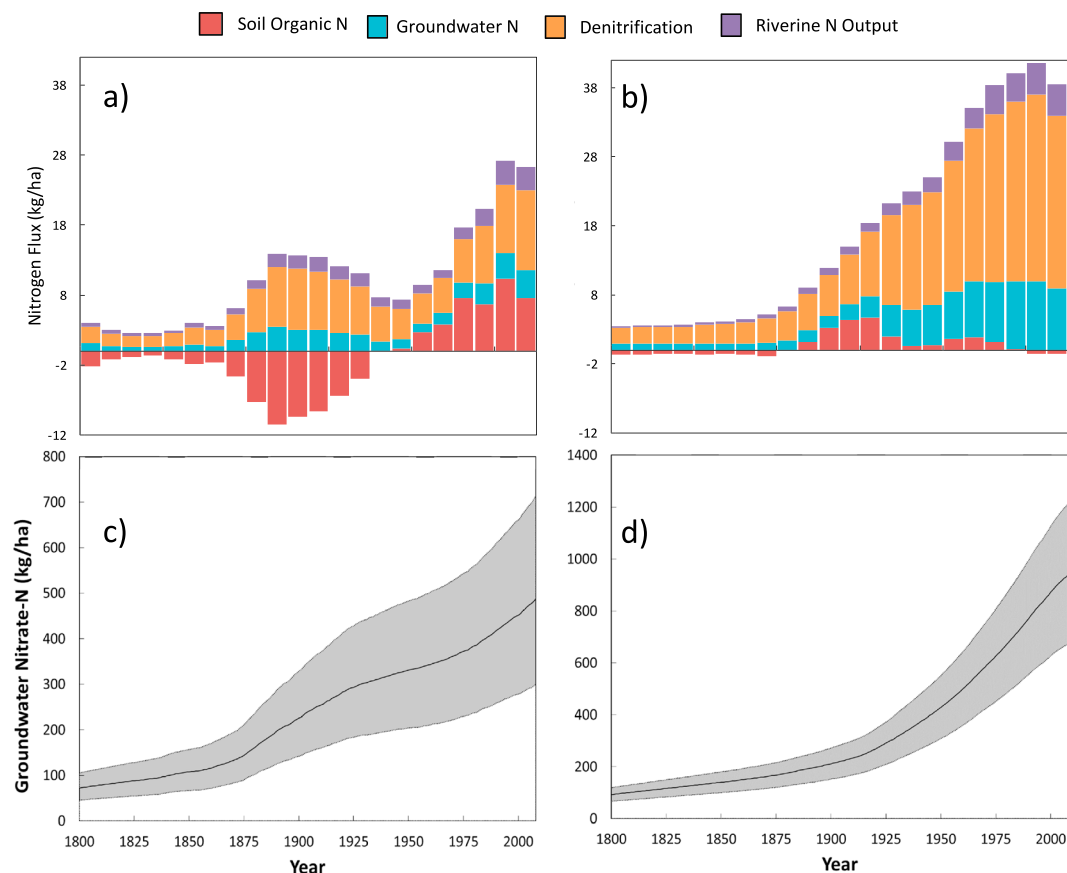 Soil Organic N Groundwater N Denitrification Riverine N Output
a)
b)
Nitrogen Flux (kg/ha)
38
28
18
8
-2
-12
38
28
18
8
-2
-12
c)
d)
Groundwater Nitrate-N (kg/ha)
800
700
600
500
400
300
200
100
0
1400
1200
1000
800
600
400
200
0
1800 1825 1850 1875 1900 1925 1950 1975 2000
Year
1800 1825 1850 1875 1900 1925 1950 1975 2000
Year